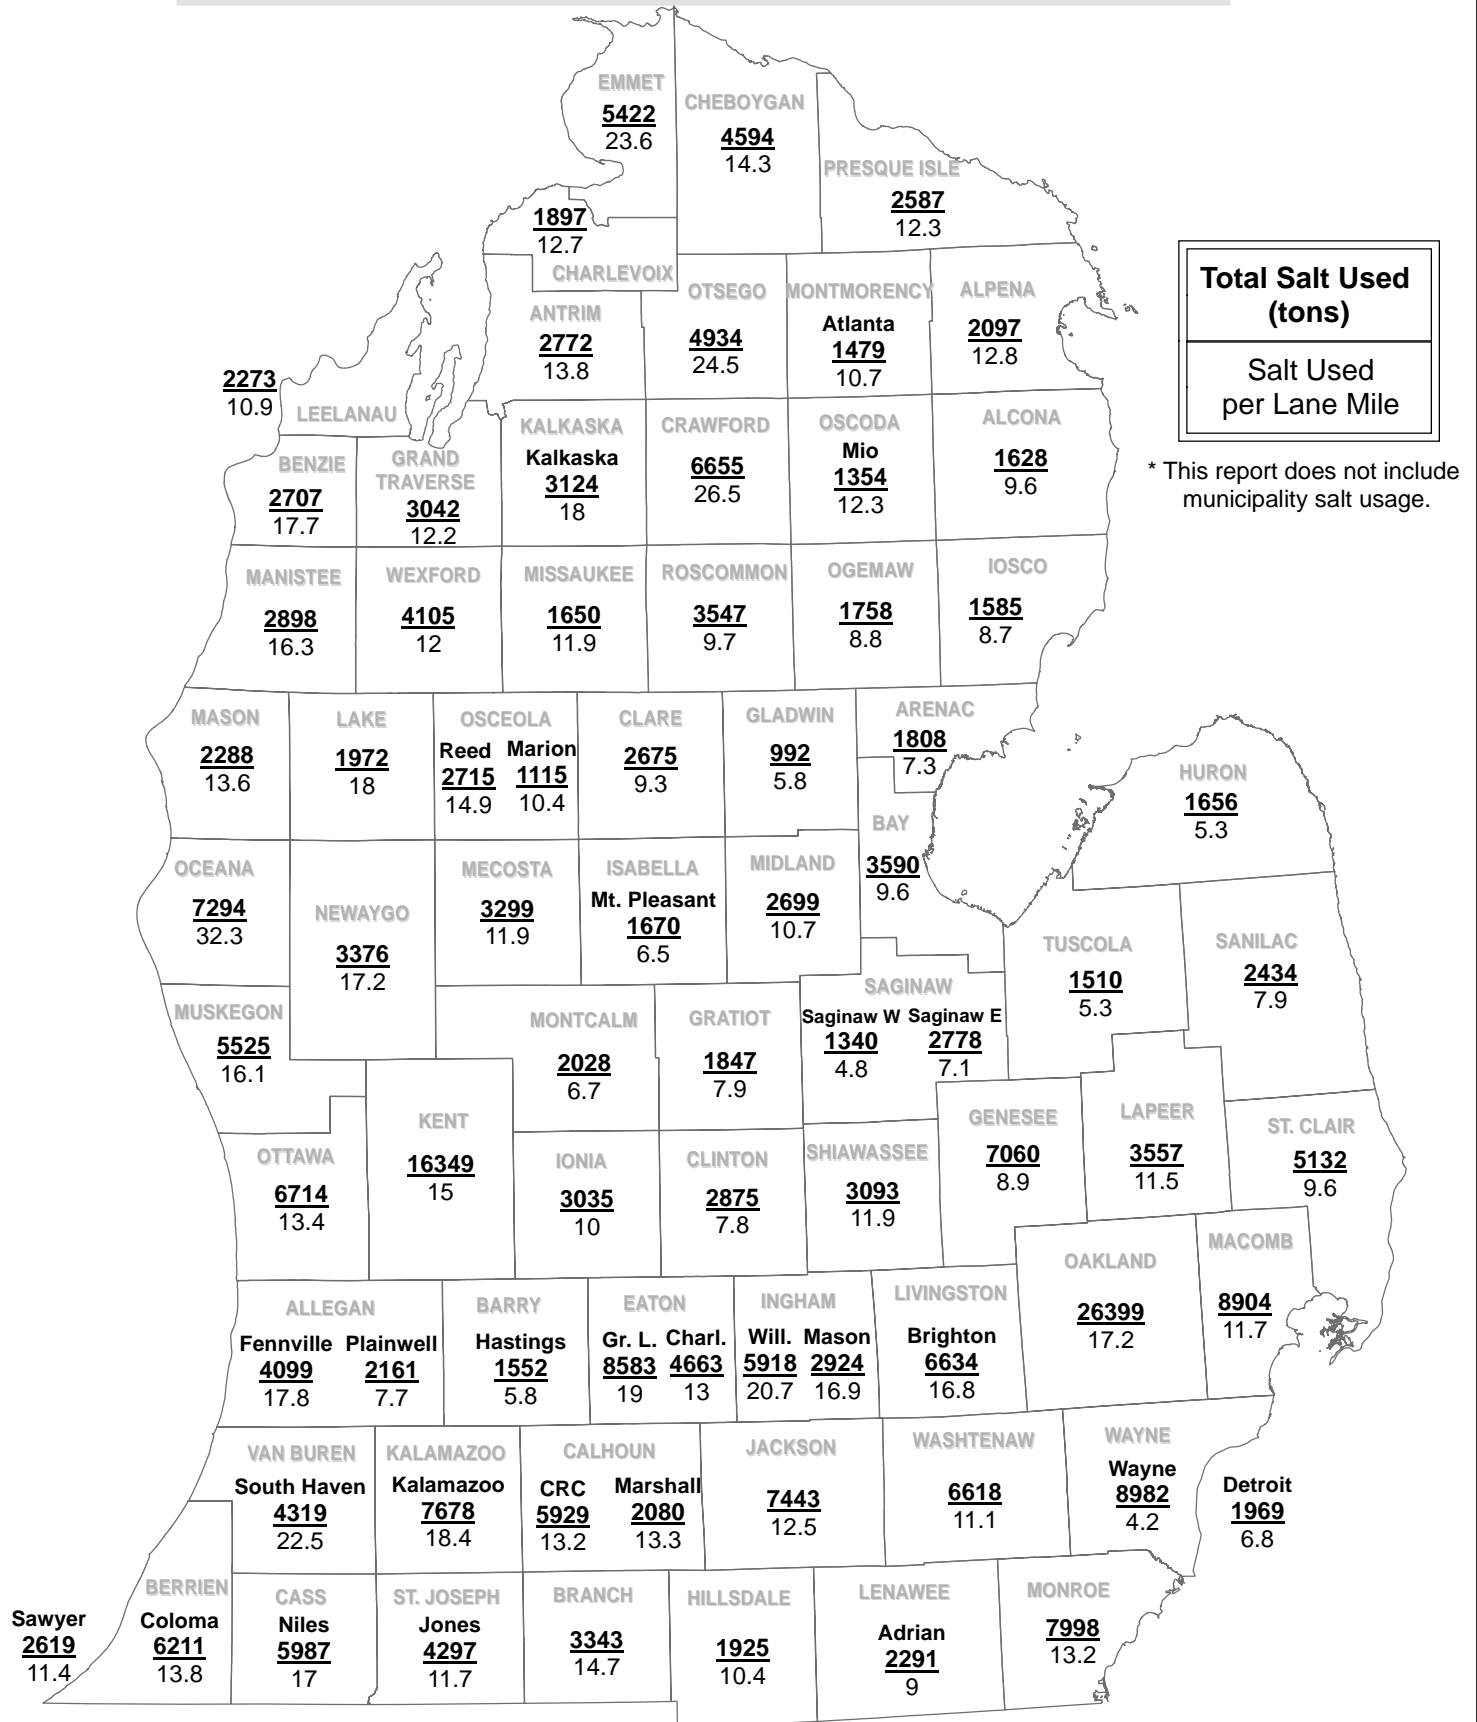 EMMET
5422
23.6
CHEBOYGAN
4594
14.3
PRESQUE ISLE
2587
12.3
1897
12.7
CHARLEVOIX
ANTRIM
2772
13.8
OTSEGO
4934
24.5
MONTMORENCY
Atlanta
1479
10.7
ALPENA
2097
12.8
Total Salt Used
(tons)
Salt Used
per Lane Mile
* This report does not include
municipality salt usage.
2273
10.9
LEELANAU
BENZIE
2707
17.7
GRAND
TRAVERSE
3042
12.2
KALKASKA
Kalkaska
3124
18
CRAWFORD
6655
26.5
OSCODA
Mio
1354
12.3
ALCONA
1628
9.6
MANISTEE
2898
16.3
WEXFORD
4105
12
MISSAUKEE
1650
11.9
ROSCOMMON
3547
9.7
OGEMAW
1758
8.8
IOSCO
1585
8.7
MASON
2288
13.6
LAKE
1972
18
OSCEOLA
Reed Marion
2715 1115
14.9 10.4
CLARE
2675
9.3
GLADWIN
992
5.8
ARENAC
1808
7.3
HURON
1656
5.3
BAY
3590
9.6
OCEANA
7294
32.3
NEWAYGO
3376
17.2
MECOSTA
3299
11.9
ISABELLA
Mt. Pleasant
1670
6.5
MIDLAND
2699
10.7
TUSCOLA
1510
5.3
SANILAC
2434
7.9
MUSKEGON
5525
16.1
MONTCALM
2028
6.7
GRATIOT
1847
7.9
SAGINAW
Saginaw W Saginaw E
1340 2778
4.8 7.1
KENT
16349
15
GENESEE
7060
8.9
LAPEER
3557
11.5
ST. CLAIR
5132
9.6
OTTAWA
6714
13.4
IONIA
3035
10
CLINTON
2875
7.8
SHIAWASSEE
3093
11.9
OAKLAND
26399
17.2
MACOMB
8904
11.7
ALLEGAN
Fennville Plainwell
4099 2161
17.8 7.7
BARRY
Hastings
1552
5.8
EATON
Gr. L. Charl.
8583 4663
19 13
INGHAM
Will. Mason
5918 2924
20.7 16.9
LIVINGSTON
Brighton
6634
16.8
VAN BUREN
South Haven
4319
22.5
KALAMAZOO
Kalamazoo
7678
18.4
CALHOUN
CRC Marshall
5929 2080
13.2 13.3
JACKSON
7443
12.5
WASHTENAW
6618
11.1
WAYNE
Wayne
8982
4.2
Detroit
1969
6.8
Sawyer
2619
11.4
BERRIEN
Coloma
6211
13.8
CASS
Niles
5987
17
ST. JOSEPH
Jones
4297
11.7
BRANCH
3343
14.7
HILLSDALE
1925
10.4
LENAWEE
Adrian
2291
9
MONROE
7998
13.2